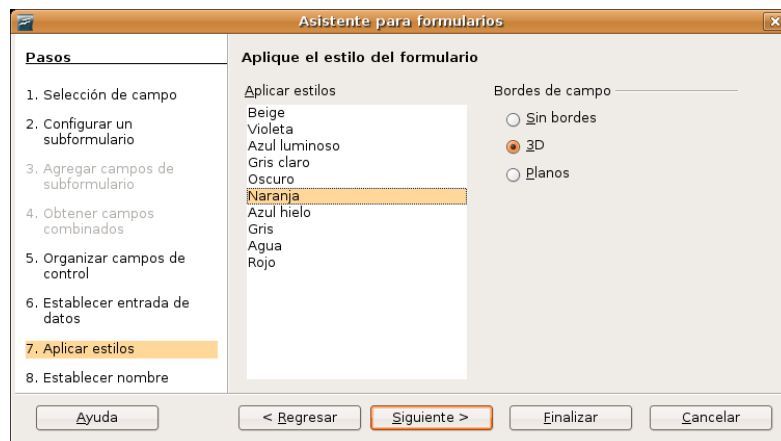 Asistente para formularios
Pasos
1. Selección de campo
2. Configurar un
subformulario
3. Agregar campos de
subformulario
4. Obtener campos
combinados
5. Organizar campos de
control
6. Establecer entrada de
datos
7. Aplicar estilos
8. Establecer nombre
Aplique el estilo del formulario
Aplicar estilos
Beige
Violeta
Azul luminoso
Gris claro
Oscuro
Naranja
Azul hielo
Gris
Agua
Rojo
Bordes de campo
Sin bordes
3D
Planos
Ayuda
< Regresar
Siguiente >
Finalizar
Cancelar